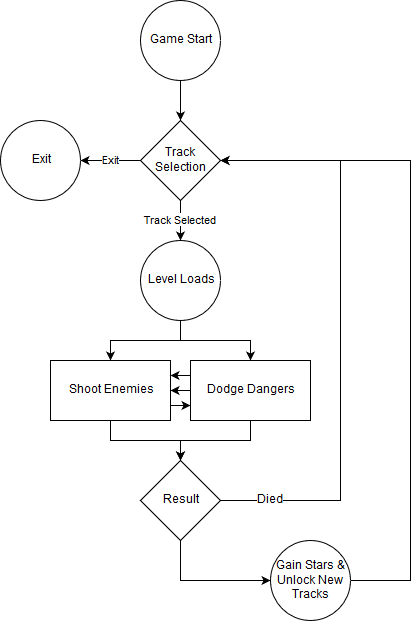 Game Start
Track
Selection
Exit
Exit
Track Selected
Level Loads
Shoot Enemies
Dodge Dangers
Result
Died
Gain Stars &
Unlock New
Tracks